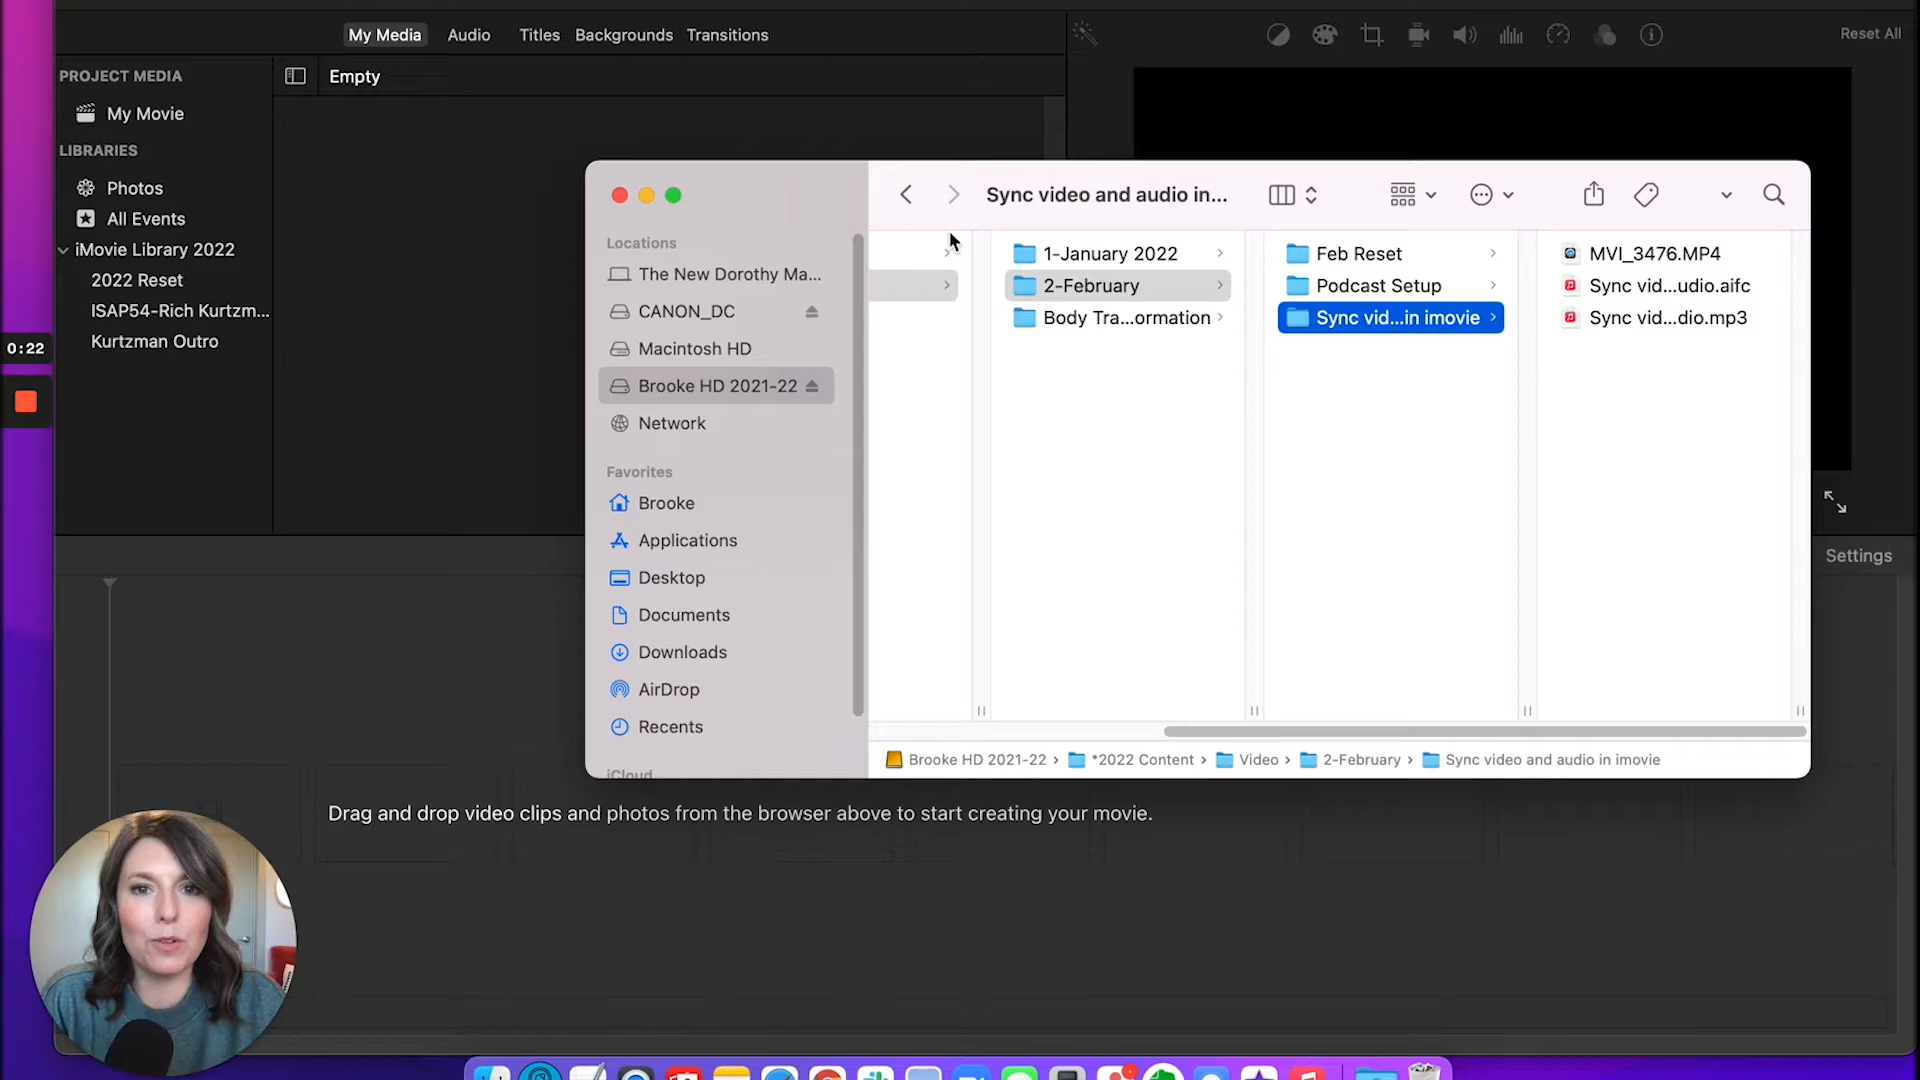 My Media
Audio
Titles
Backgrounds
Transitions
Reset All
PROJECT MEDIA
My Movie
LIBRARIES
Photos
All Events
iMovie Library 2022
2022 Reset
ISAP54-Rich Kurtzm...
Kurtzman Outro
Empty
0:22
Sync video and audio in...
Locations
The New Dorothy Ma...
CANON_DC
Macintosh HD
Brooke HD 2021-22
Network
Favorites
Brooke
Applications
Desktop
Documents
Downloads
AirDrop
Recents
iCloud
1-January 2022
2-February
Body Tra...ormation
Feb Reset
Podcast Setup
Sync vid...in imovie
MVI_3476.MP4
Sync vid...udio.aifc
Sync vid...dio.mp3
Brooke HD 2021-22 › *2022 Content › Video › 2-February › Sync video and audio in imovie
Settings
Drag and drop video clips and photos from the browser above to start creating your movie.